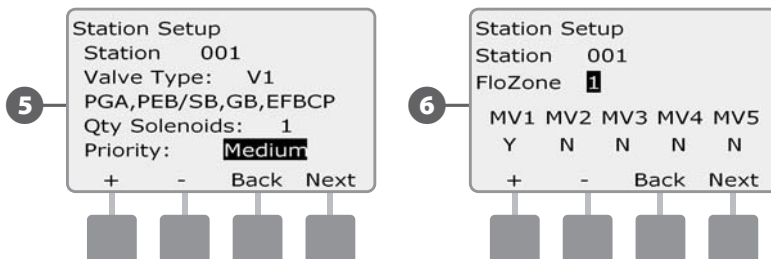 5
Station Setup
Station 001
Valve Type: V1
PGA,PEB/SB,GB,EFBCP
Qty Solenoids: 1
Priority: Medium
+ - Back Next
6
Station Setup
Station 001
FloZone 1
MV1 MV2 MV3 MV4 MV5
Y N N N N
+ - Back Next